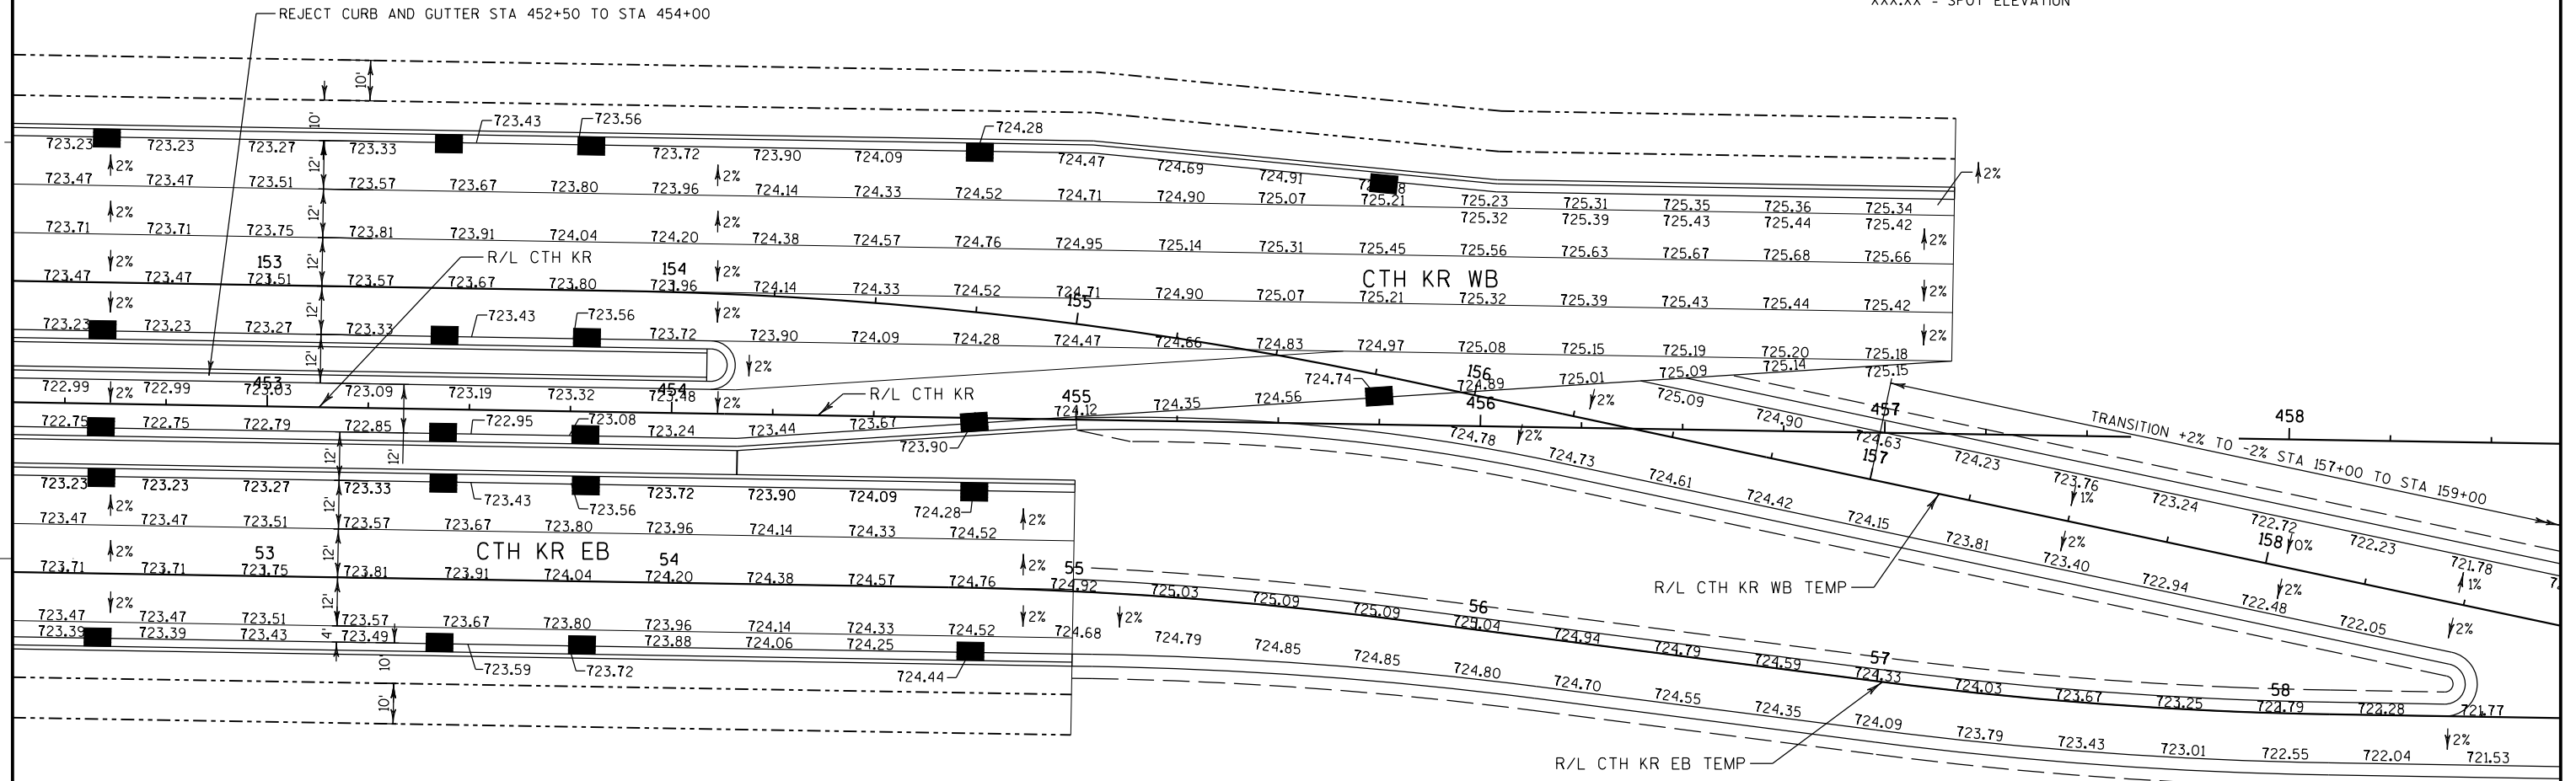 XXX.XX - SPOT ELEVATION
REJECT CURB AND GUTTER STA 452+50 TO STA 454+00
10'
10'
723.43 723.56 724.28
723.23 723.23 723.27 723.33 723.72 723.90 724.09 724.47 724.69 724.91
2% 12' 2% 2%
723.47 723.47 723.51 723.57 723.67 723.80 723.96 724.14 724.33 724.52 724.71 724.90 725.07 725.21 725.23 725.31 725.35 725.36 725.34
725.32 725.39 725.43 725.44 725.42
2% 12' 2% 2%
723.71 723.71 723.75 723.81 723.91 724.04 724.20 724.38 724.57 724.76 724.95 725.14 725.31 725.45 725.56 725.63 725.67 725.68 725.66
2% 153 12' R/L CTH KR 154 2% CTH KR WB 2%
723.47 723.47 723.51 723.57 723.67 723.80 723.96 724.14 724.33 724.52 724.71 724.90 725.07 725.21 725.32 725.39 725.43 725.44 725.42
155
2% 12' 723.43 723.56 2% 2%
723.23 723.23 723.27 723.33 723.72 723.90 724.09 724.28 724.47 724.66 724.83 724.97 725.08 725.15 725.19 725.20 725.18
12' 2% 724.74 156 724.89 725.01 725.09 725.14 725.15
453 454 R/L CTH KR 455 456 457 458
722.99 2% 722.99 723.03 723.09 723.19 723.32 723.48 2% 724.12 724.35 724.56 2% 725.09 724.90 724.63 724.23 723.76 723.24 722.72 722.23 721.78
TRANSITION +2% TO -2% STA 157+00 TO STA 159+00
722.75 722.75 722.79 722.85 12' 12' 722.95 723.08 723.24 723.44 723.67 723.90
724.78 2% 724.73 724.61 724.42 724.15 723.81 723.40 722.94 722.48 722.05
157 158 1% 0% 1%
2% 2% 2%
723.23 723.23 723.27 723.33 723.43 723.56 723.72 723.90 724.09 724.28
2% 12' 2%
723.47 723.47 723.51 723.57 723.67 723.80 723.96 724.14 724.33 724.52
2% 53 12' CTH KR EB 54 2% 55
723.71 723.71 723.75 723.81 723.91 724.04 724.20 724.38 724.57 724.76 724.92 725.03 725.09 725.09 725.04 724.94 724.79 724.59 724.33 724.03 723.67 723.25 722.79 722.28 721.77
56 57 58
R/L CTH KR WB TEMP
2% 12' 2% 2%
723.47 723.47 723.51 723.57 723.67 723.80 723.96 724.14 724.33 724.52 724.68 724.79 724.85 724.85 724.80 724.70 724.55 724.35 724.09 723.79 723.43 723.01 722.55 722.04 721.53
723.39 723.39 723.43 723.49 4' 723.59 723.72 723.88 724.06 724.25 724.44
10'
10'
2%
R/L CTH KR EB TEMP